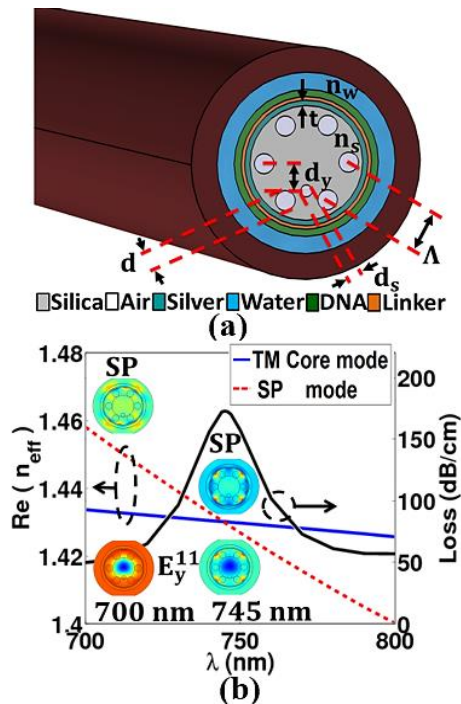 n_w
t
n_s
d_y
d
Λ
d_s
Silica Air Silver Water DNA Linker
(a)
1.48
1.46
1.44
1.42
1.4
Re ( n_eff )
SP
SP
TM Core mode
SP mode
200
150
100
50
0
Loss (dB/cm)
E_y^11
700 nm
745 nm
700
750
800
λ (nm)
(b)